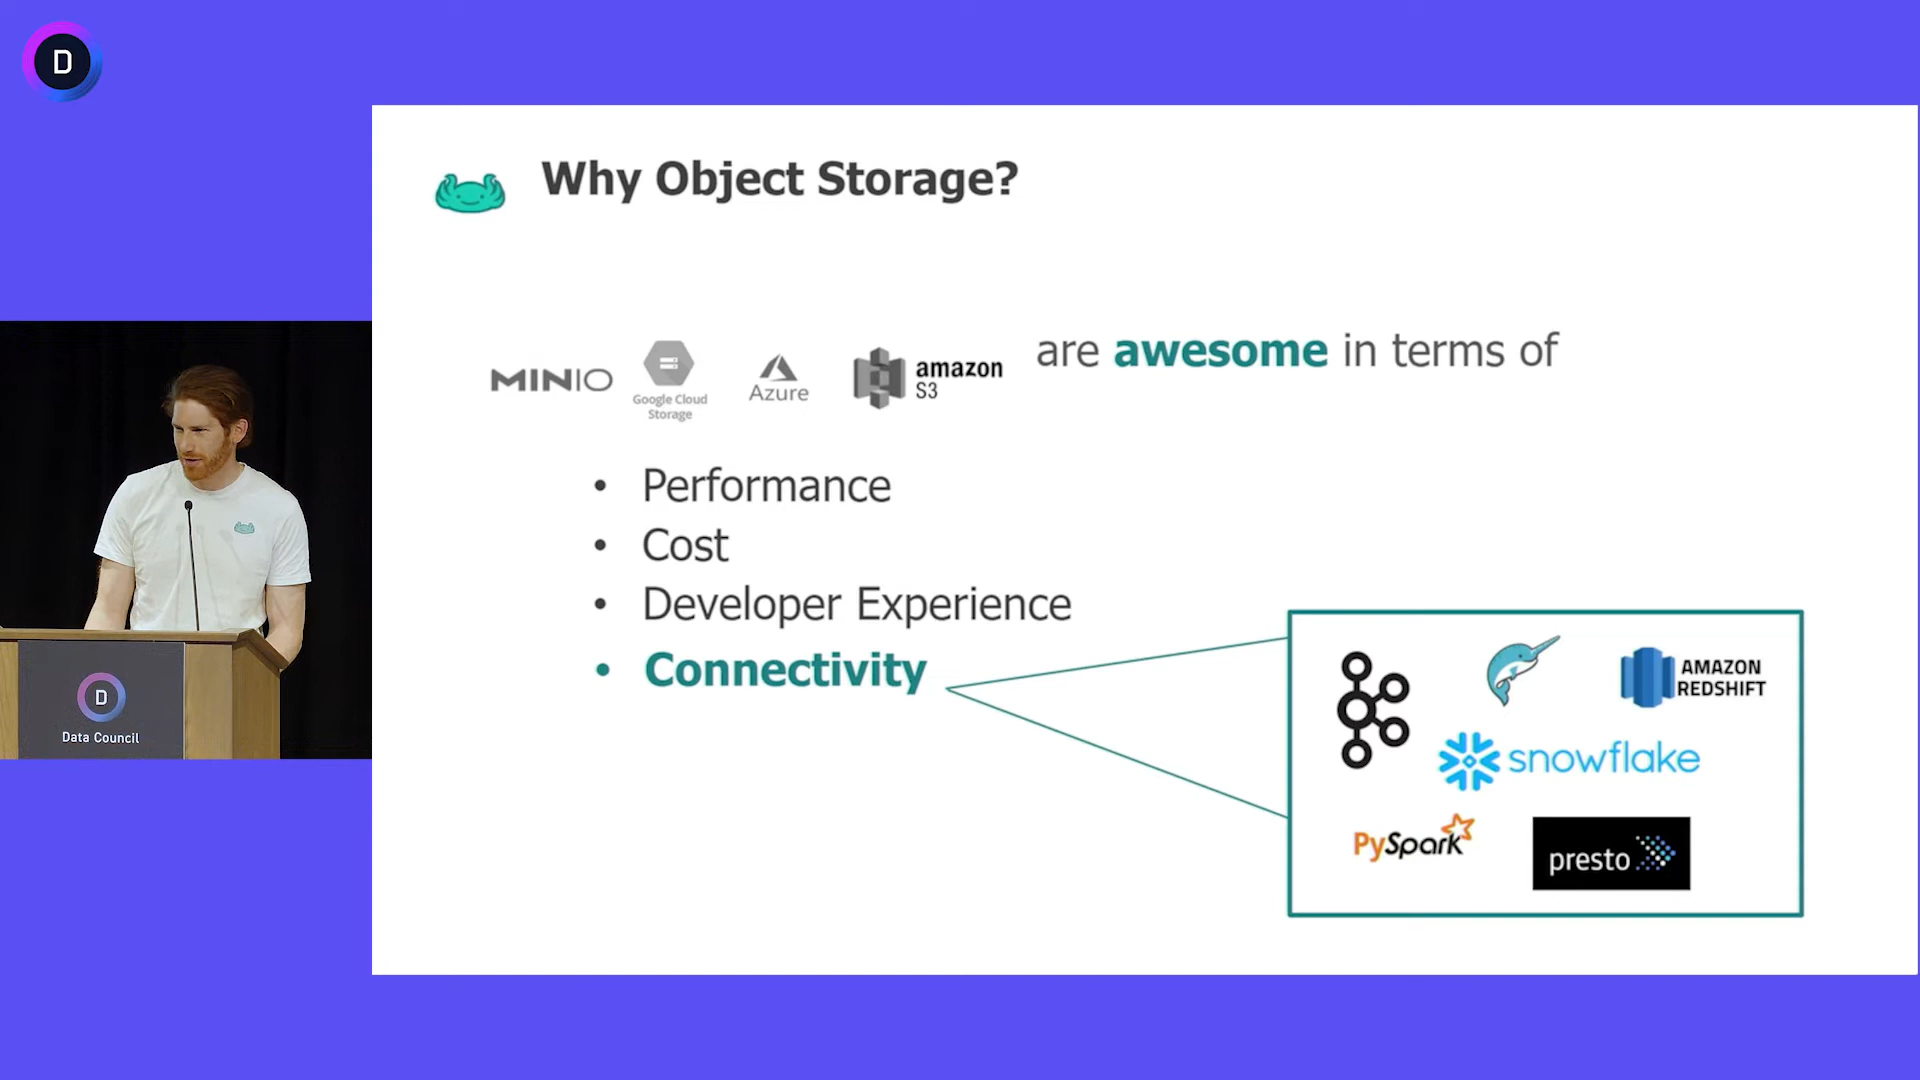 D
Why Object Storage?
MINIO
Google Cloud
Storage
Azure
amazon
S3
are awesome in terms of
• Performance
• Cost
• Developer Experience
• Connectivity
AMAZON
REDSHIFT
snowflake
PySpark
presto
D
Data Council